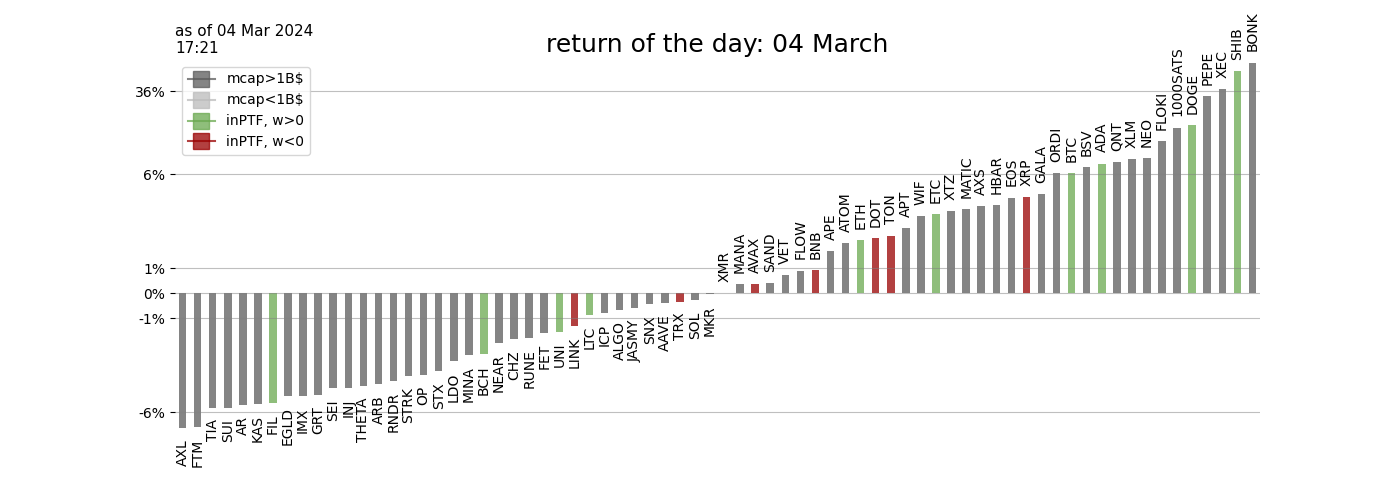 as of 04 Mar 2024
17:21
return of the day: 04 March
mcap>1B$
mcap<1B$
inPTF, w>0
inPTF, w<0
36%
6%
1%
0%
-1%
-6%
AXL
FTM
TIA
SUI
AR
KAS
FIL
EGLD
IMX
GRT
SEI
INJ
THETA
ARB
RNDR
STRK
OP
STX
LDO
MINA
BCH
NEAR
CHZ
RUNE
FET
UNI
LINK
LTC
ICP
ALGO
JASMY
SNX
AAVE
TRX
SOL
MKR
XMR
MANA
AVAX
SAND
VET
FLOW
BNB
APE
ATOM
ETH
DOT
TON
APT
WIF
ETC
XTZ
MATIC
AXS
HBAR
EOS
XRP
GALA
ORDI
BTC
BSV
ADA
QNT
XLM
NEO
FLOKI
1000SATS
DOGE
PEPE
XEC
SHIB
BONK